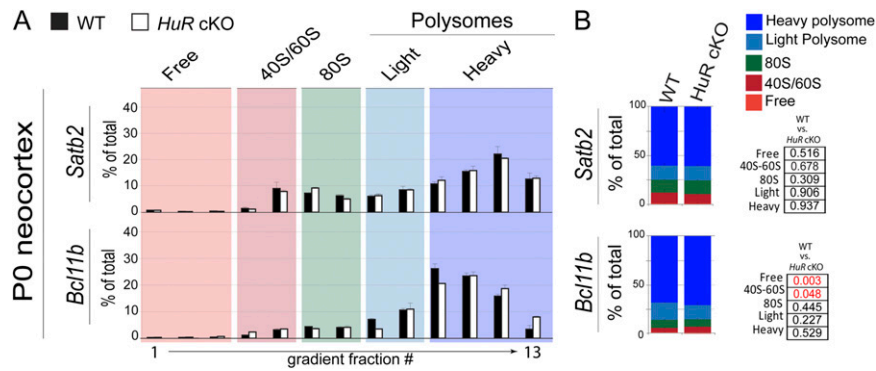 A
WT
HuR cKO
Polysomes
Free
40S/60S
80S
Light
Heavy
P0 neocortex
Satb2
% of total
40
30
20
10
0
Bcl11b
% of total
40
30
20
10
0
1
gradient fraction #
13
B
Heavy polysome
Light Polysome
80S
40S/60S
Free
WT
HuR cKO
Satb2
% of total
100
50
0
WT
vs.
HuR cKO
Free 0.516
40S-60S 0.678
80S 0.309
Light 0.906
Heavy 0.937
Bcl11b
% of total
100
50
0
WT
vs.
HuR cKO
Free 0.003
40S-60S 0.048
80S 0.445
Light 0.227
Heavy 0.529